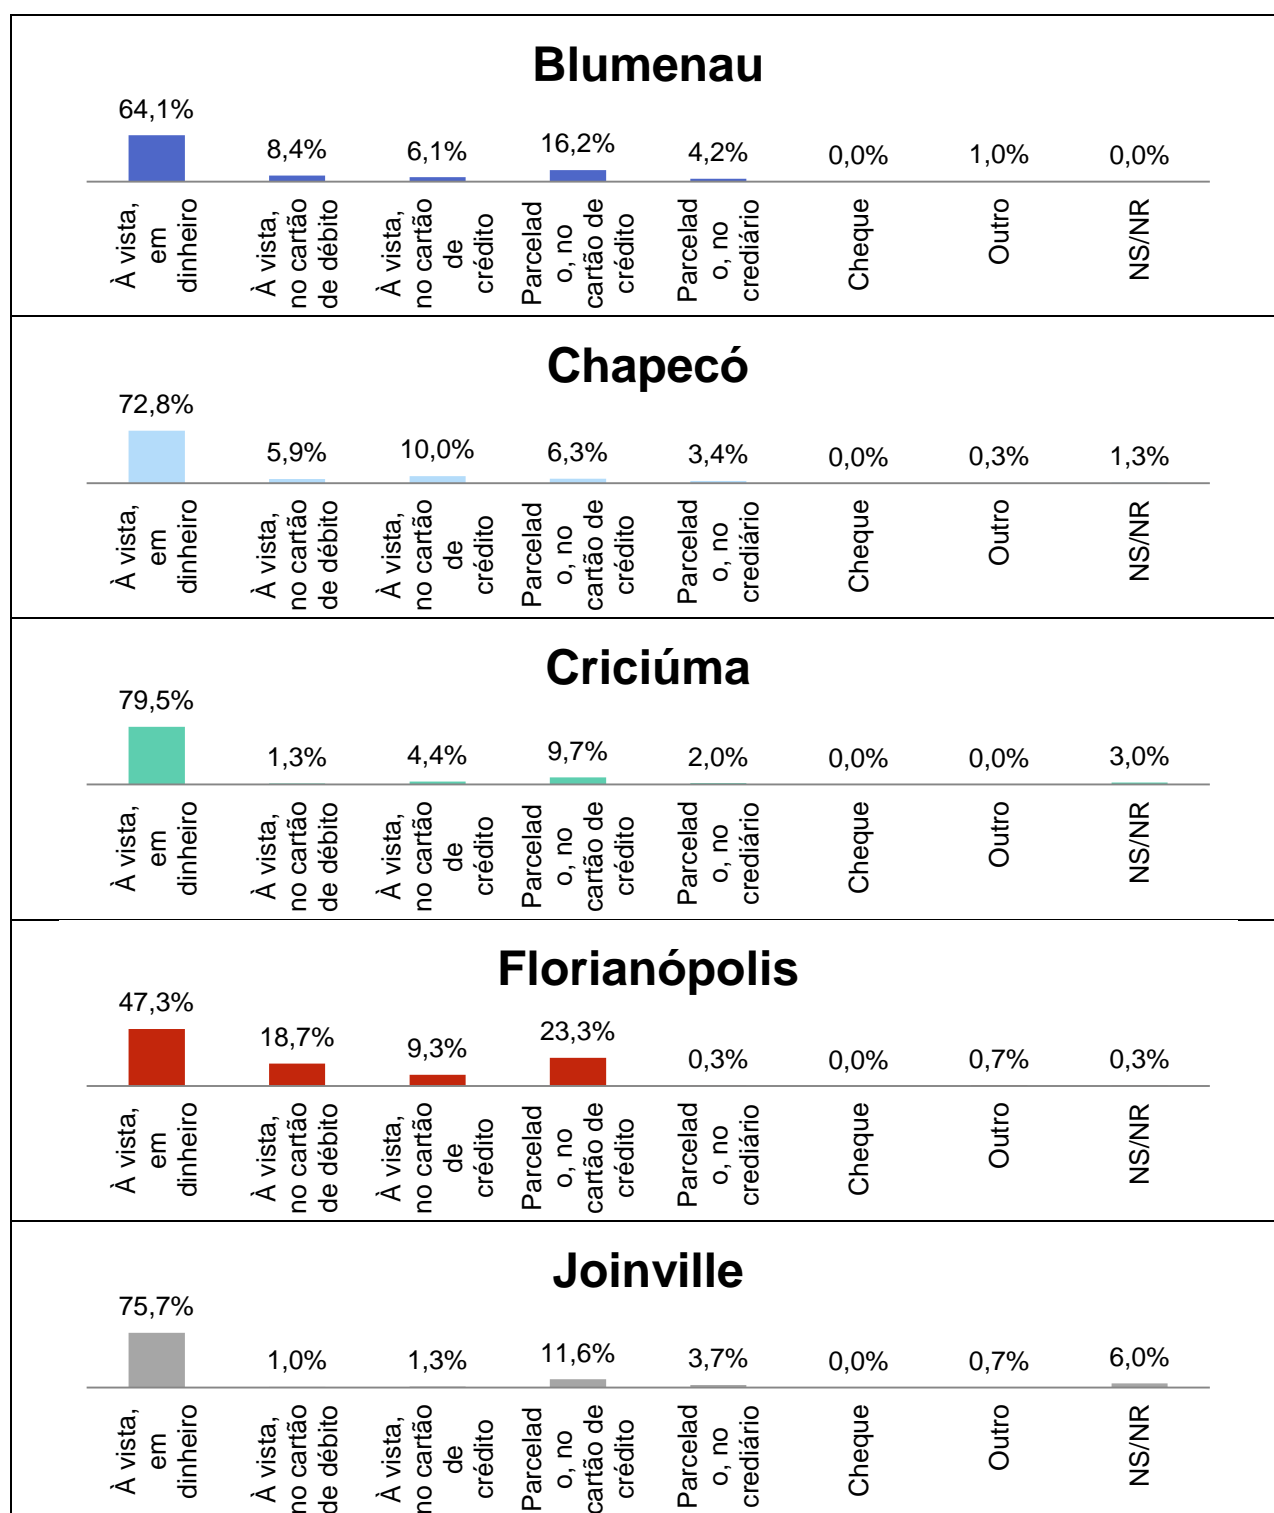 Blumenau
64,1%
8,4%
6,1%
16,2%
4,2%
0,0%
1,0%
0,0%
À vista,
em
dinheiro
À vista,
no cartão
de débito
À vista,
no cartão
de
crédito
Parcelad
o, no
cartão de
crédito
Parcelad
o, no
crediário
Cheque
Outro
NS/NR
Chapecó
72,8%
5,9%
10,0%
6,3%
3,4%
0,0%
0,3%
1,3%
À vista,
em
dinheiro
À vista,
no cartão
de débito
À vista,
no cartão
de
crédito
Parcelad
o, no
cartão de
crédito
Parcelad
o, no
crediário
Cheque
Outro
NS/NR
Criciúma
79,5%
1,3%
4,4%
9,7%
2,0%
0,0%
0,0%
3,0%
À vista,
em
dinheiro
À vista,
no cartão
de débito
À vista,
no cartão
de
crédito
Parcelad
o, no
cartão de
crédito
Parcelad
o, no
crediário
Cheque
Outro
NS/NR
Florianópolis
47,3%
18,7%
9,3%
23,3%
0,3%
0,0%
0,7%
0,3%
À vista,
em
dinheiro
À vista,
no cartão
de débito
À vista,
no cartão
de
crédito
Parcelad
o, no
cartão de
crédito
Parcelad
o, no
crediário
Cheque
Outro
NS/NR
Joinville
75,7%
1,0%
1,3%
11,6%
3,7%
0,0%
0,7%
6,0%
À vista,
em
dinheiro
À vista,
no cartão
de débito
À vista,
no cartão
de
crédito
Parcelad
o, no
cartão de
crédito
Parcelad
o, no
crediário
Cheque
Outro
NS/NR